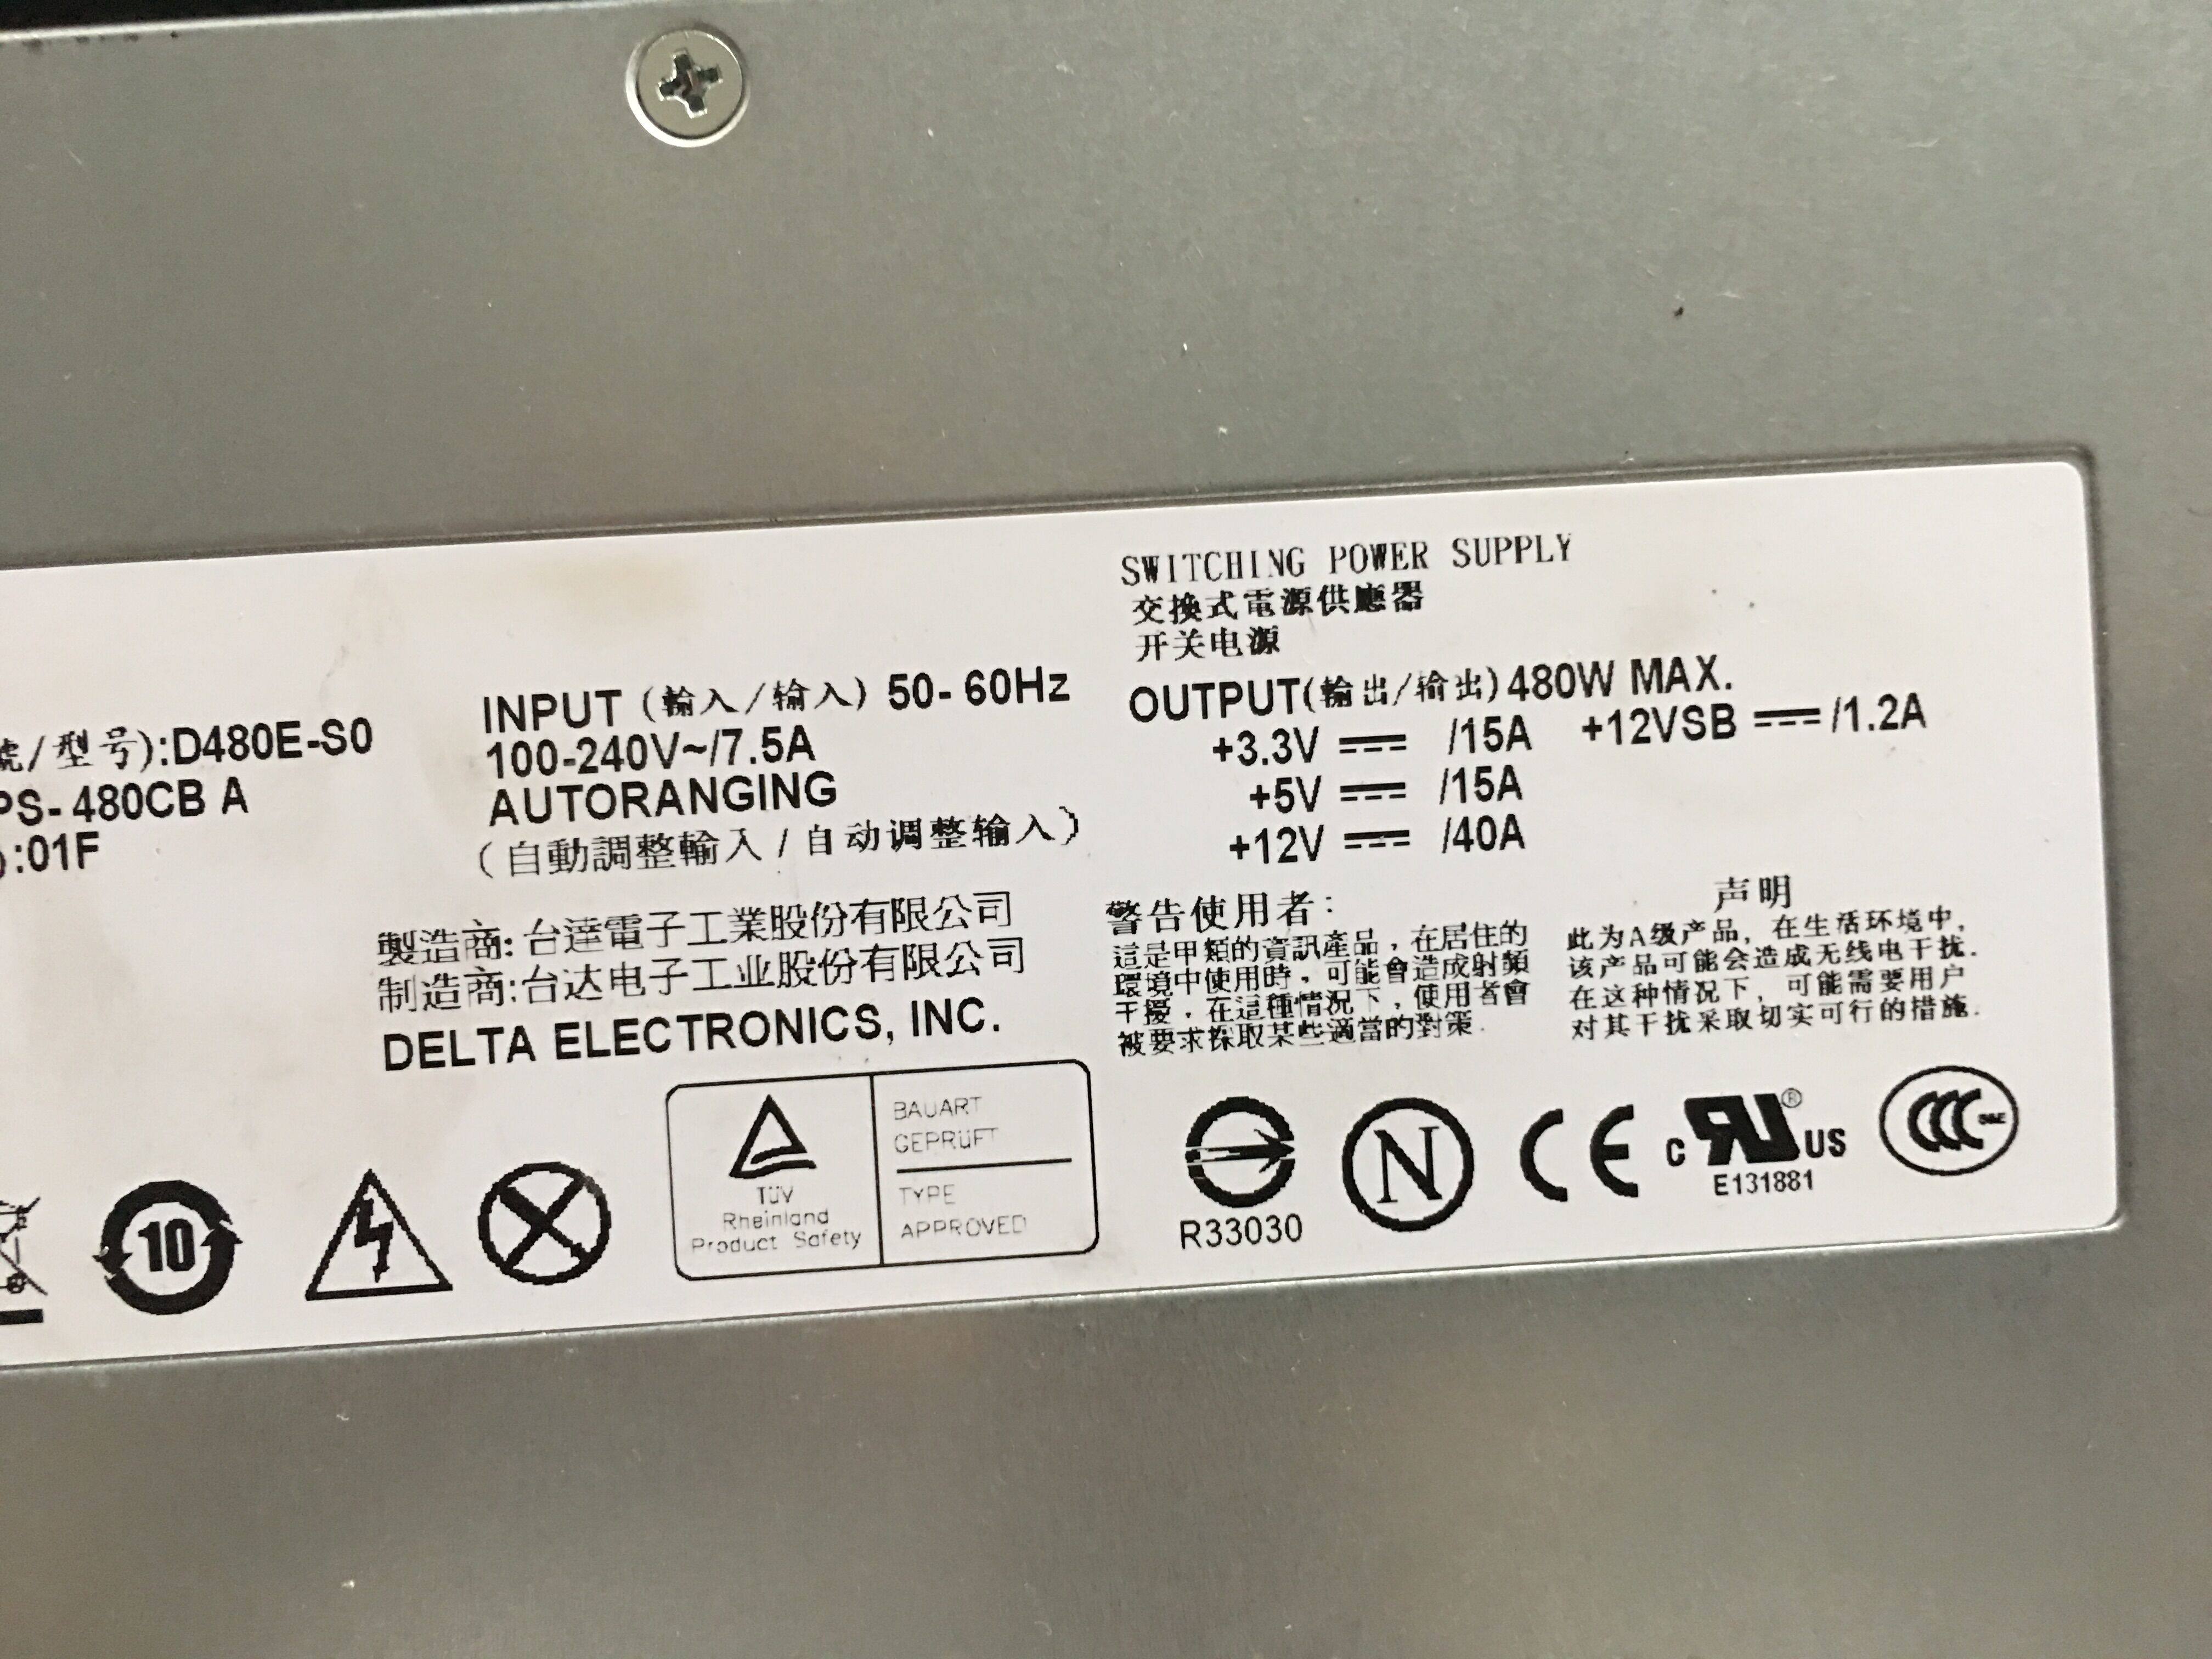 SWITCHING POWER SUPPLY
交換式電源供應器
开关电源
號/型号):D480E-S0
PS-480CB A
):01F
INPUT (輸入/输入) 50-60Hz
100-240V~/7.5A
AUTORANGING
(自動調整輸入/自动调整输入)
OUTPUT(輸出/输出)480W MAX.
+3.3V /15A +12VSB /1.2A
+5V /15A
+12V /40A
製造商:台達電子工業股份有限公司
制造商:台达电子工业股份有限公司
DELTA ELECTRONICS, INC.
警告使用者:
這是甲類的資訊產品,在居住的
環境中使用時,可能會造成射頻
干擾,在這種情況下,使用者會
被要求採取某些適當的對策.
声明
此为A级产品,在生活环境中,
该产品可能会造成无线电干扰.
在这种情况下,可能需要用户
对其干扰采取切实可行的措施.
10
TÜV
Rheinland
Product Safety
BAUART
GEPRÜFT
TYPE
APPROVED
R33030
N
CE
c RU ® US
E131881
CCC S&E